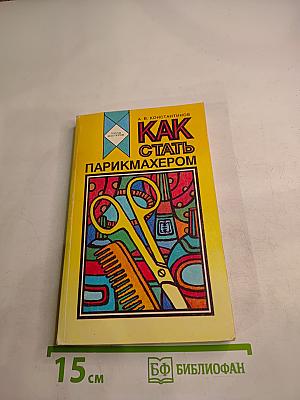 А. В. КОНСТАНТИНОВ
КАК
СТАТЬ
ПАРИКМАХЕРОМ
15 см
БФ БИБЛИОФАН